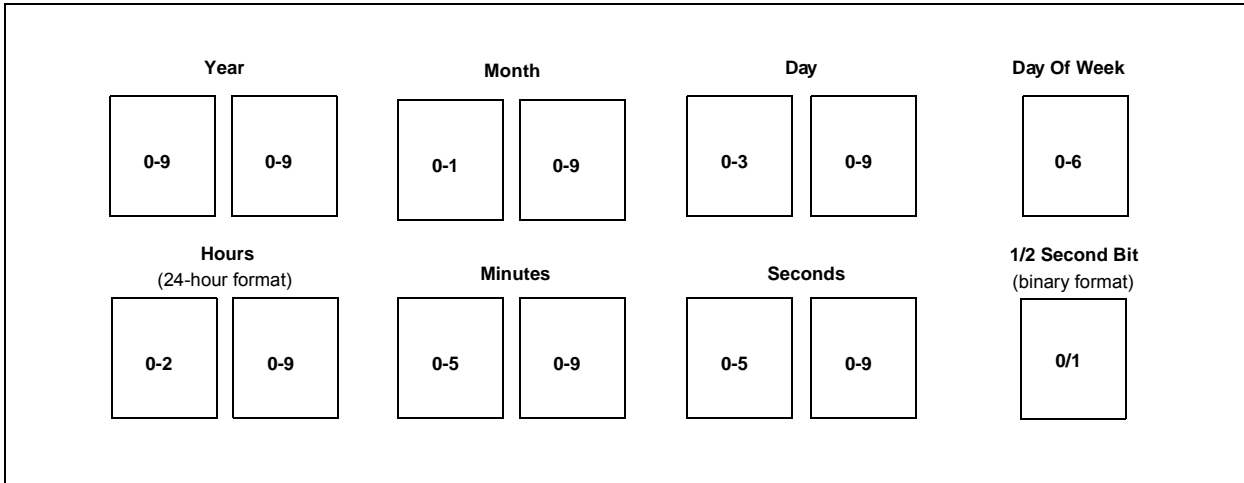 Year Month Day Day Of Week
0-9 0-9 0-1 0-9 0-3 0-9 0-6
Hours 1/2 Second Bit
(24-hour format) Minutes Seconds (binary format)
0-2 0-9 0-5 0-9 0-5 0-9 0/1